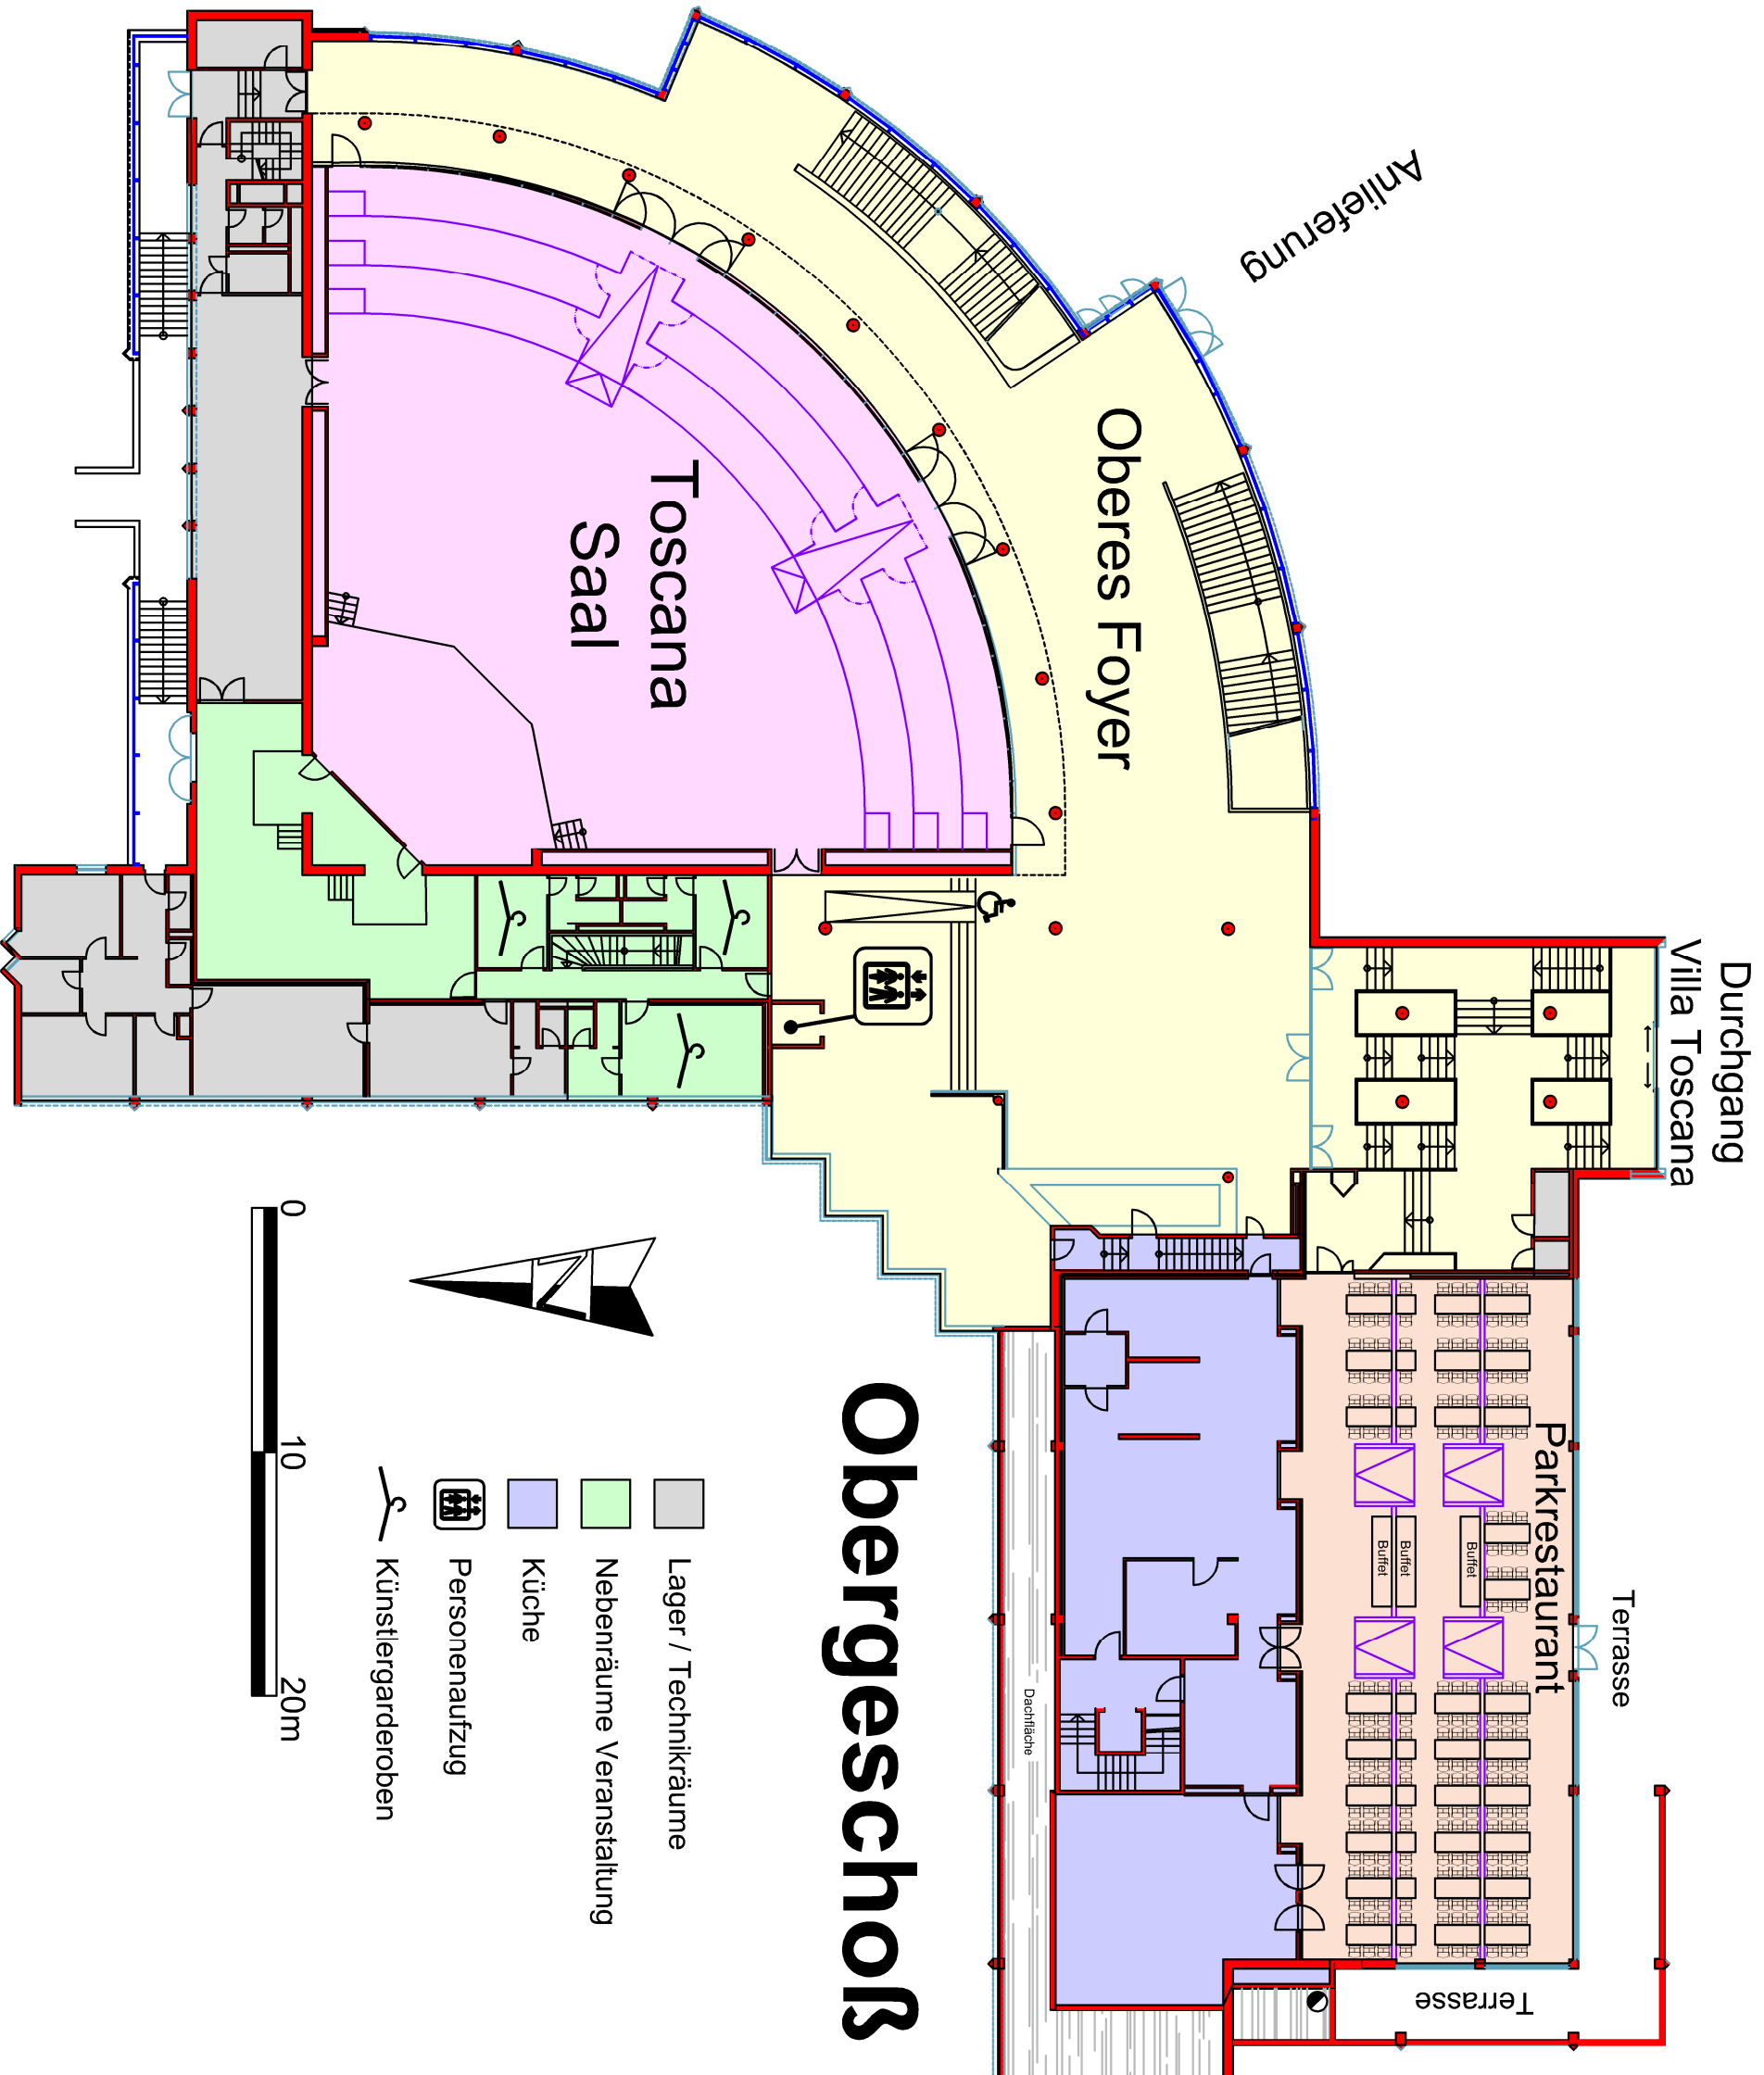 Anlieferung
Durchgang
Villa Toscana
Oberes Foyer
Toscana
Saal
Terrasse
Parkrestaurant
Buffet
Buffet
Buffet
Terrasse
Dachfläche
Obergeschoß
Lager / Technikräume
Nebenräume Veranstaltung
Küche
Personenaufzug
Künstlergarderoben
N
0 10 20m